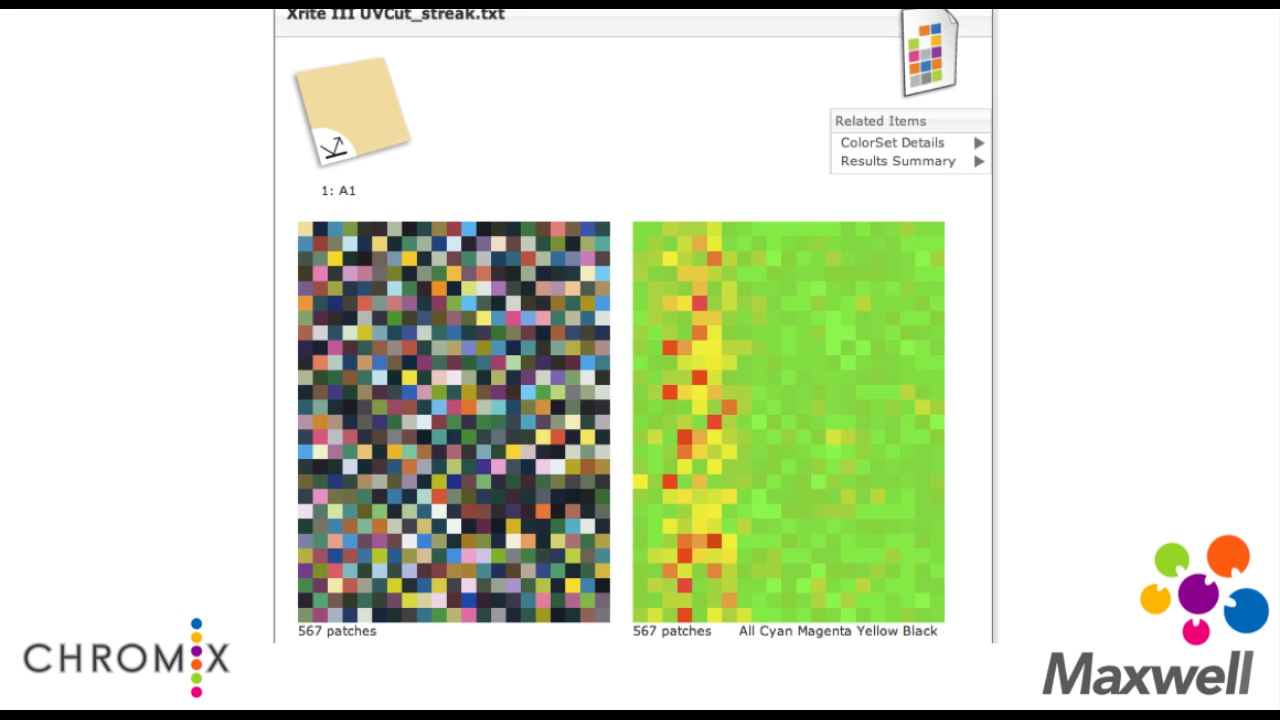 Xrite III UVCut_streak.txt
Related Items
ColorSet Details
Results Summary
1: A1
567 patches
567 patches All Cyan Magenta Yellow Black
CHROMIX
Maxwell